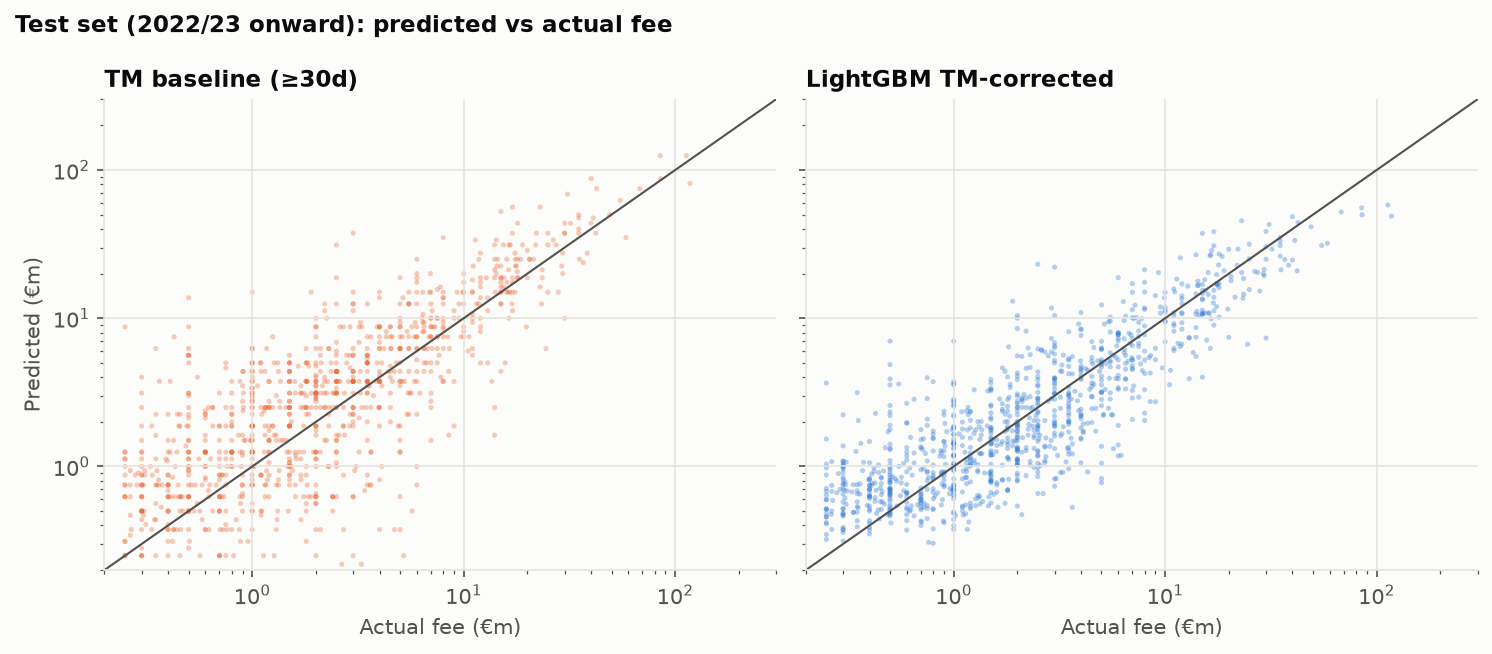 Test set (2022/23 onward): predicted vs actual fee
TM baseline (≥30d)
LightGBM TM-corrected
10²
10¹
10⁰
Predicted (€m)
10⁰ 10¹ 10²
10⁰ 10¹ 10²
Actual fee (€m)
Actual fee (€m)